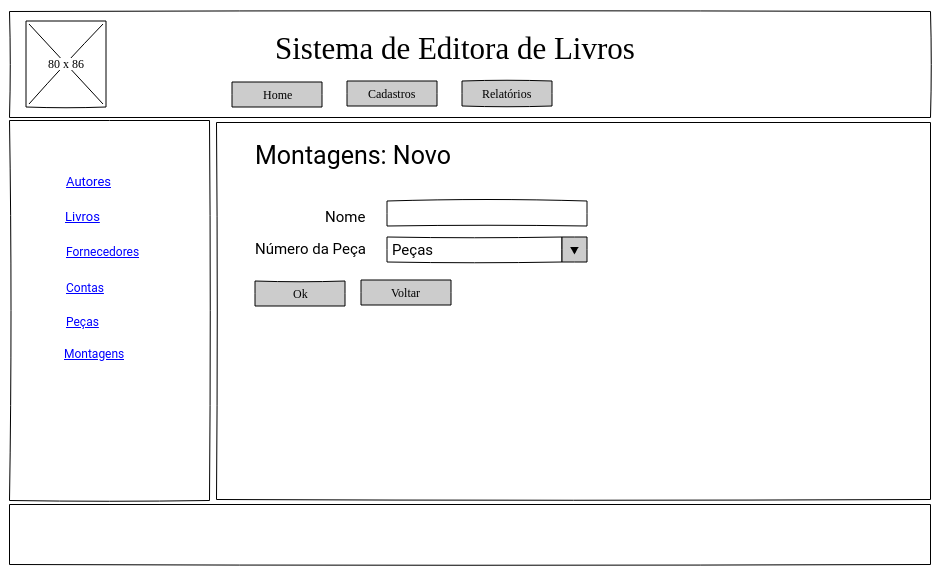 80 x 86
Sistema de Editora de Livros
Home
Cadastros
Relatórios
Autores
Livros
Fornecedores
Contas
Peças
Montagens
Montagens: Novo
Nome
Número da Peça
Peças
Ok
Voltar